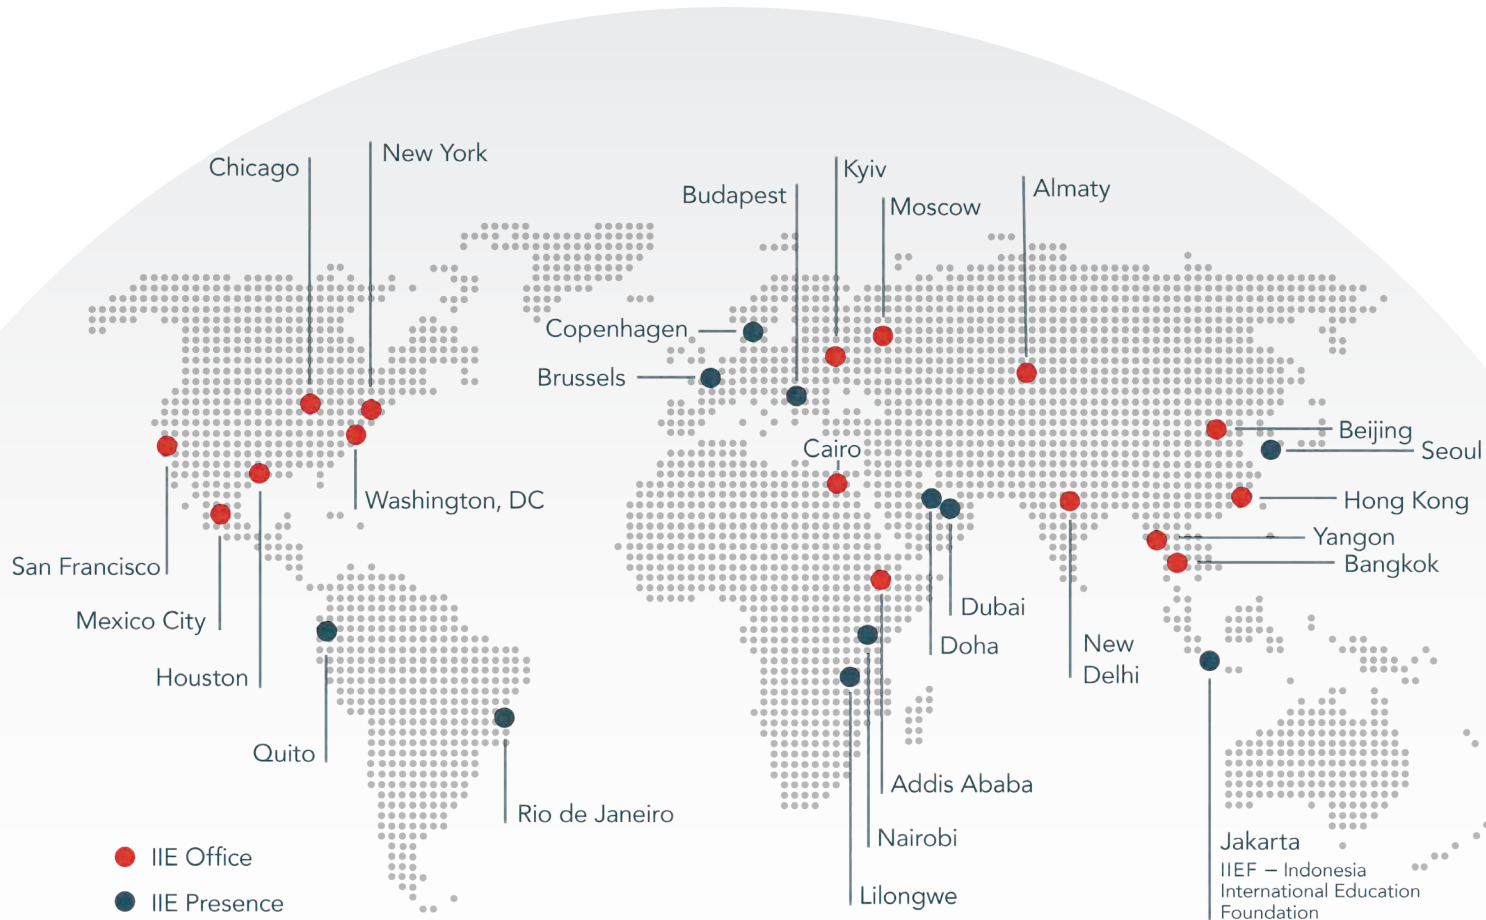 New York
Chicago
Kyiv
Almaty
Budapest
Moscow
Copenhagen
Brussels
Beijing
Cairo
Seoul
Washington, DC
Hong Kong
Yangon
San Francisco
Bangkok
Dubai
Mexico City
Doha
New
Delhi
Houston
Quito
Addis Ababa
Rio de Janeiro
Nairobi
Jakarta
IIEF – Indonesia
International Education
Foundation
Lilongwe
IIE Office
IIE Presence